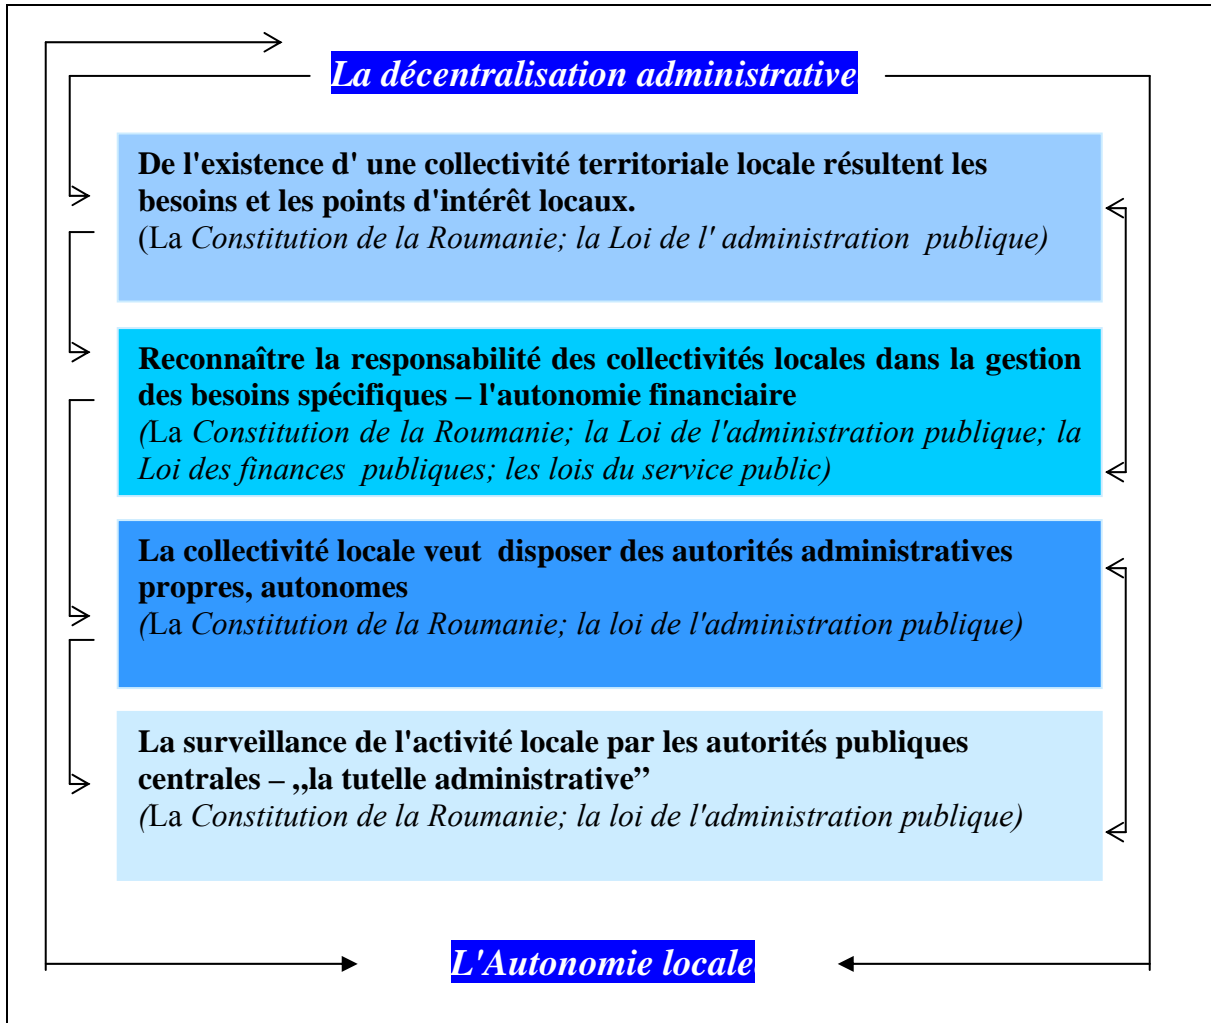 La décentralisation administrative
De l'existence d' une collectivité territoriale locale résultent les
besoins et les points d'intérêt locaux.
(La Constitution de la Roumanie; la Loi de l' administration  publique)
Reconnaître la responsabilité des collectivités locales dans la gestion
des besoins spécifiques – l'autonomie financiaire
(La Constitution de la Roumanie; la Loi de l'administration publique; la
Loi des finances  publiques; les lois du service public)
La collectivité locale veut  disposer des autorités administratives
propres, autonomes
(La Constitution de la Roumanie; la loi de l'administration publique)
La surveillance de l'activité locale par les autorités publiques
centrales – „la tutelle administrative”
(La Constitution de la Roumanie; la loi de l'administration publique)
L'Autonomie locale